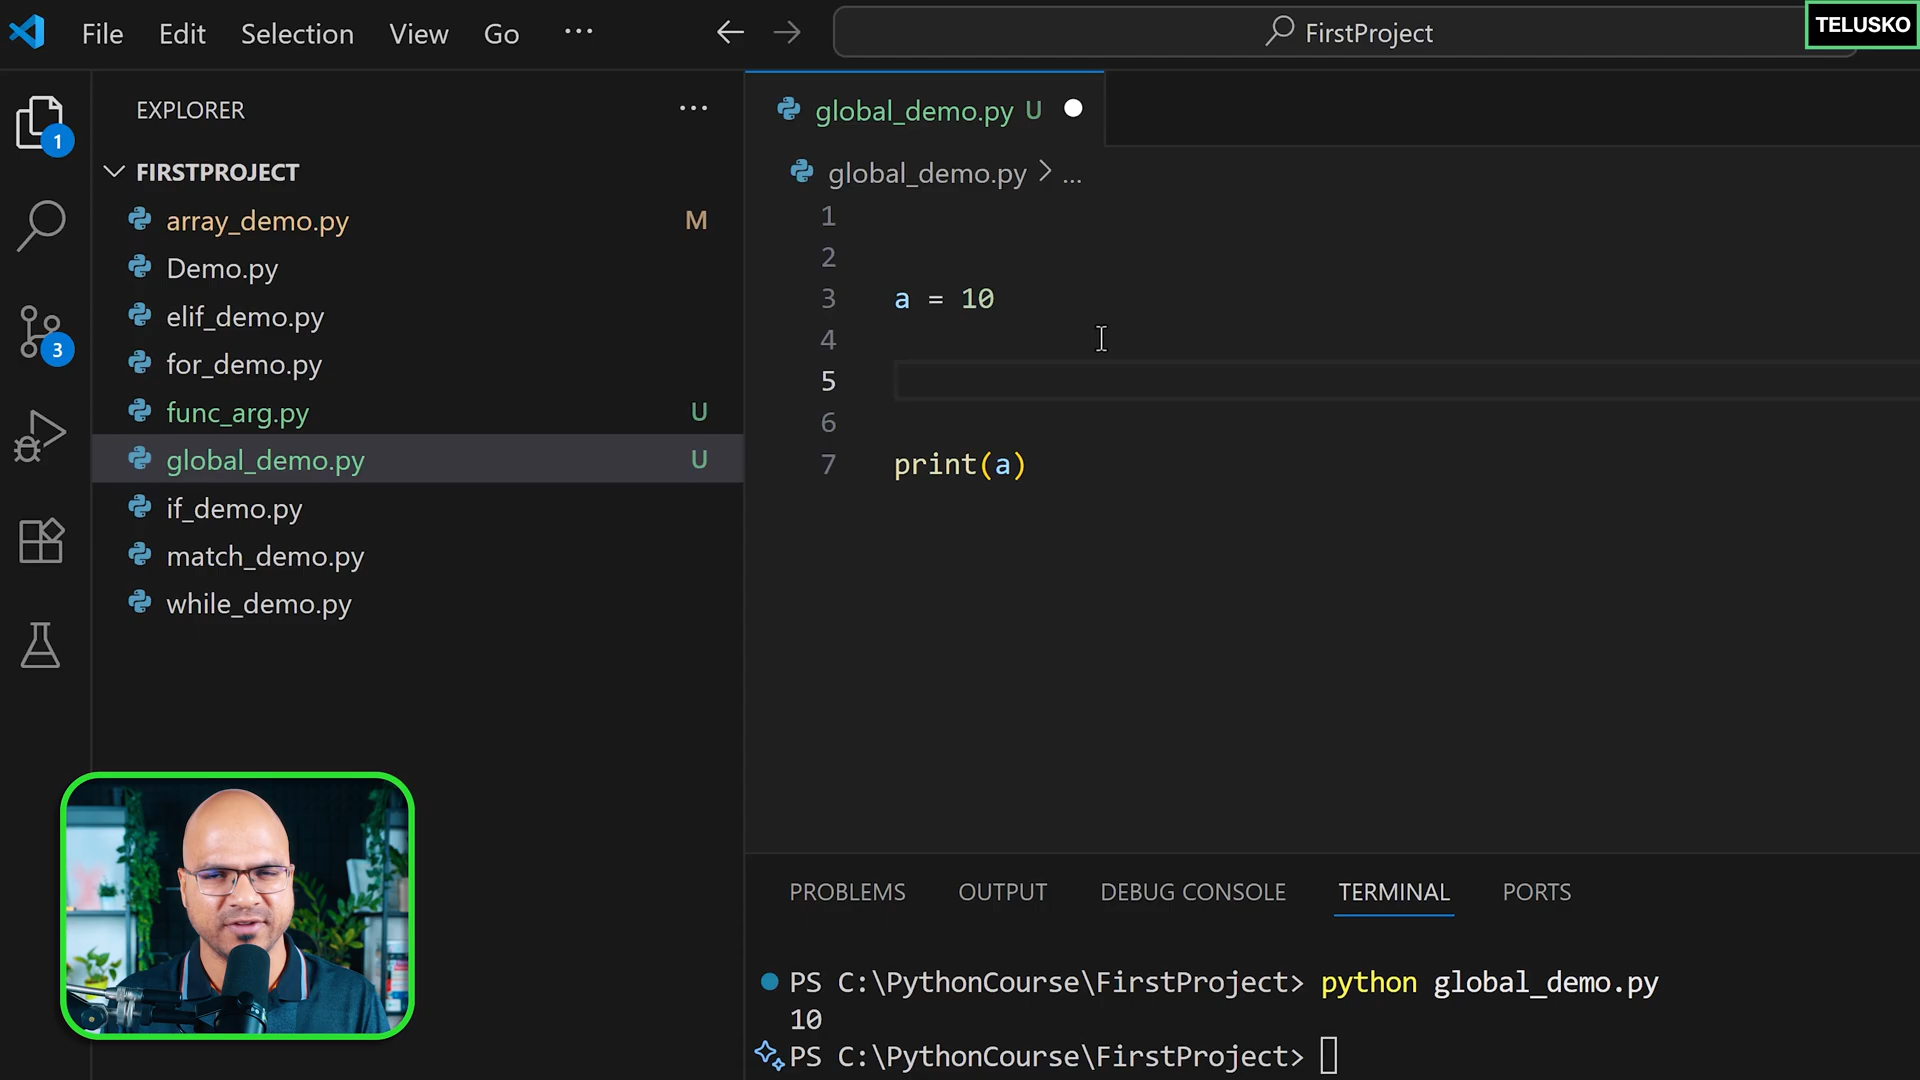 File Edit Selection View Go ... FirstProject TELUSKO
EXPLORER ...
FIRSTPROJECT
array_demo.py M
Demo.py
elif_demo.py
for_demo.py
func_arg.py U
global_demo.py U
if_demo.py
match_demo.py
while_demo.py
1
3
global_demo.py U
global_demo.py > ...
1
2
3 a = 10
4
5
6
7 print(a)
PROBLEMS OUTPUT DEBUG CONSOLE TERMINAL PORTS
PS C:\PythonCourse\FirstProject> python global_demo.py
10
PS C:\PythonCourse\FirstProject>